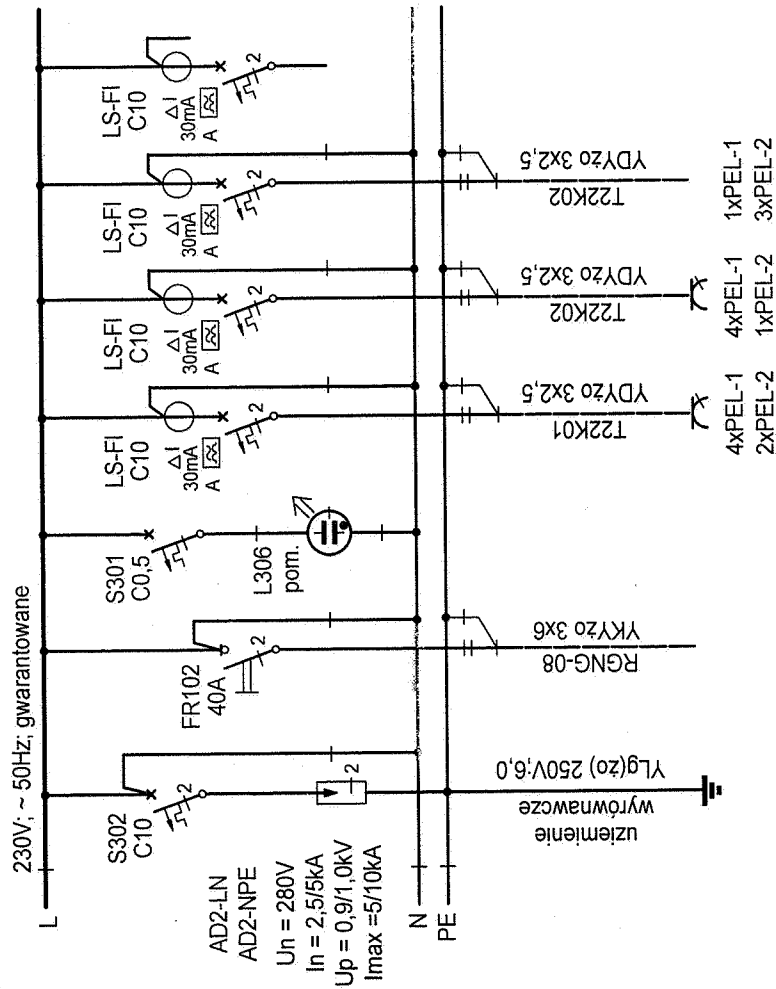 230V; ~ 50Hz; gwarantowane
L
N
PE
S302
C10
AD2-LN
AD2-NPE
Un = 280V
In = 2,5/5kA
Up = 0,9/1,0kV
Imax =5/10kA
2
YLg(żo) 250V;6,0
uziemienie
wyrównawcze
FR102
40A
2
YKYżo 3x6
RGNG-08
S301
C0,5
L306
pom.
LS-FI
C10
ΔI
30mA
A
2
YDYżo 3x2,5
T22K01
4xPEL-1
2xPEL-2
LS-FI
C10
ΔI
30mA
A
2
YDYżo 3x2,5
T22K02
4xPEL-1
1xPEL-2
LS-FI
C10
ΔI
30mA
A
2
YDYżo 3x2,5
T22K02
1xPEL-1
3xPEL-2
LS-FI
C10
ΔI
30mA
A
2